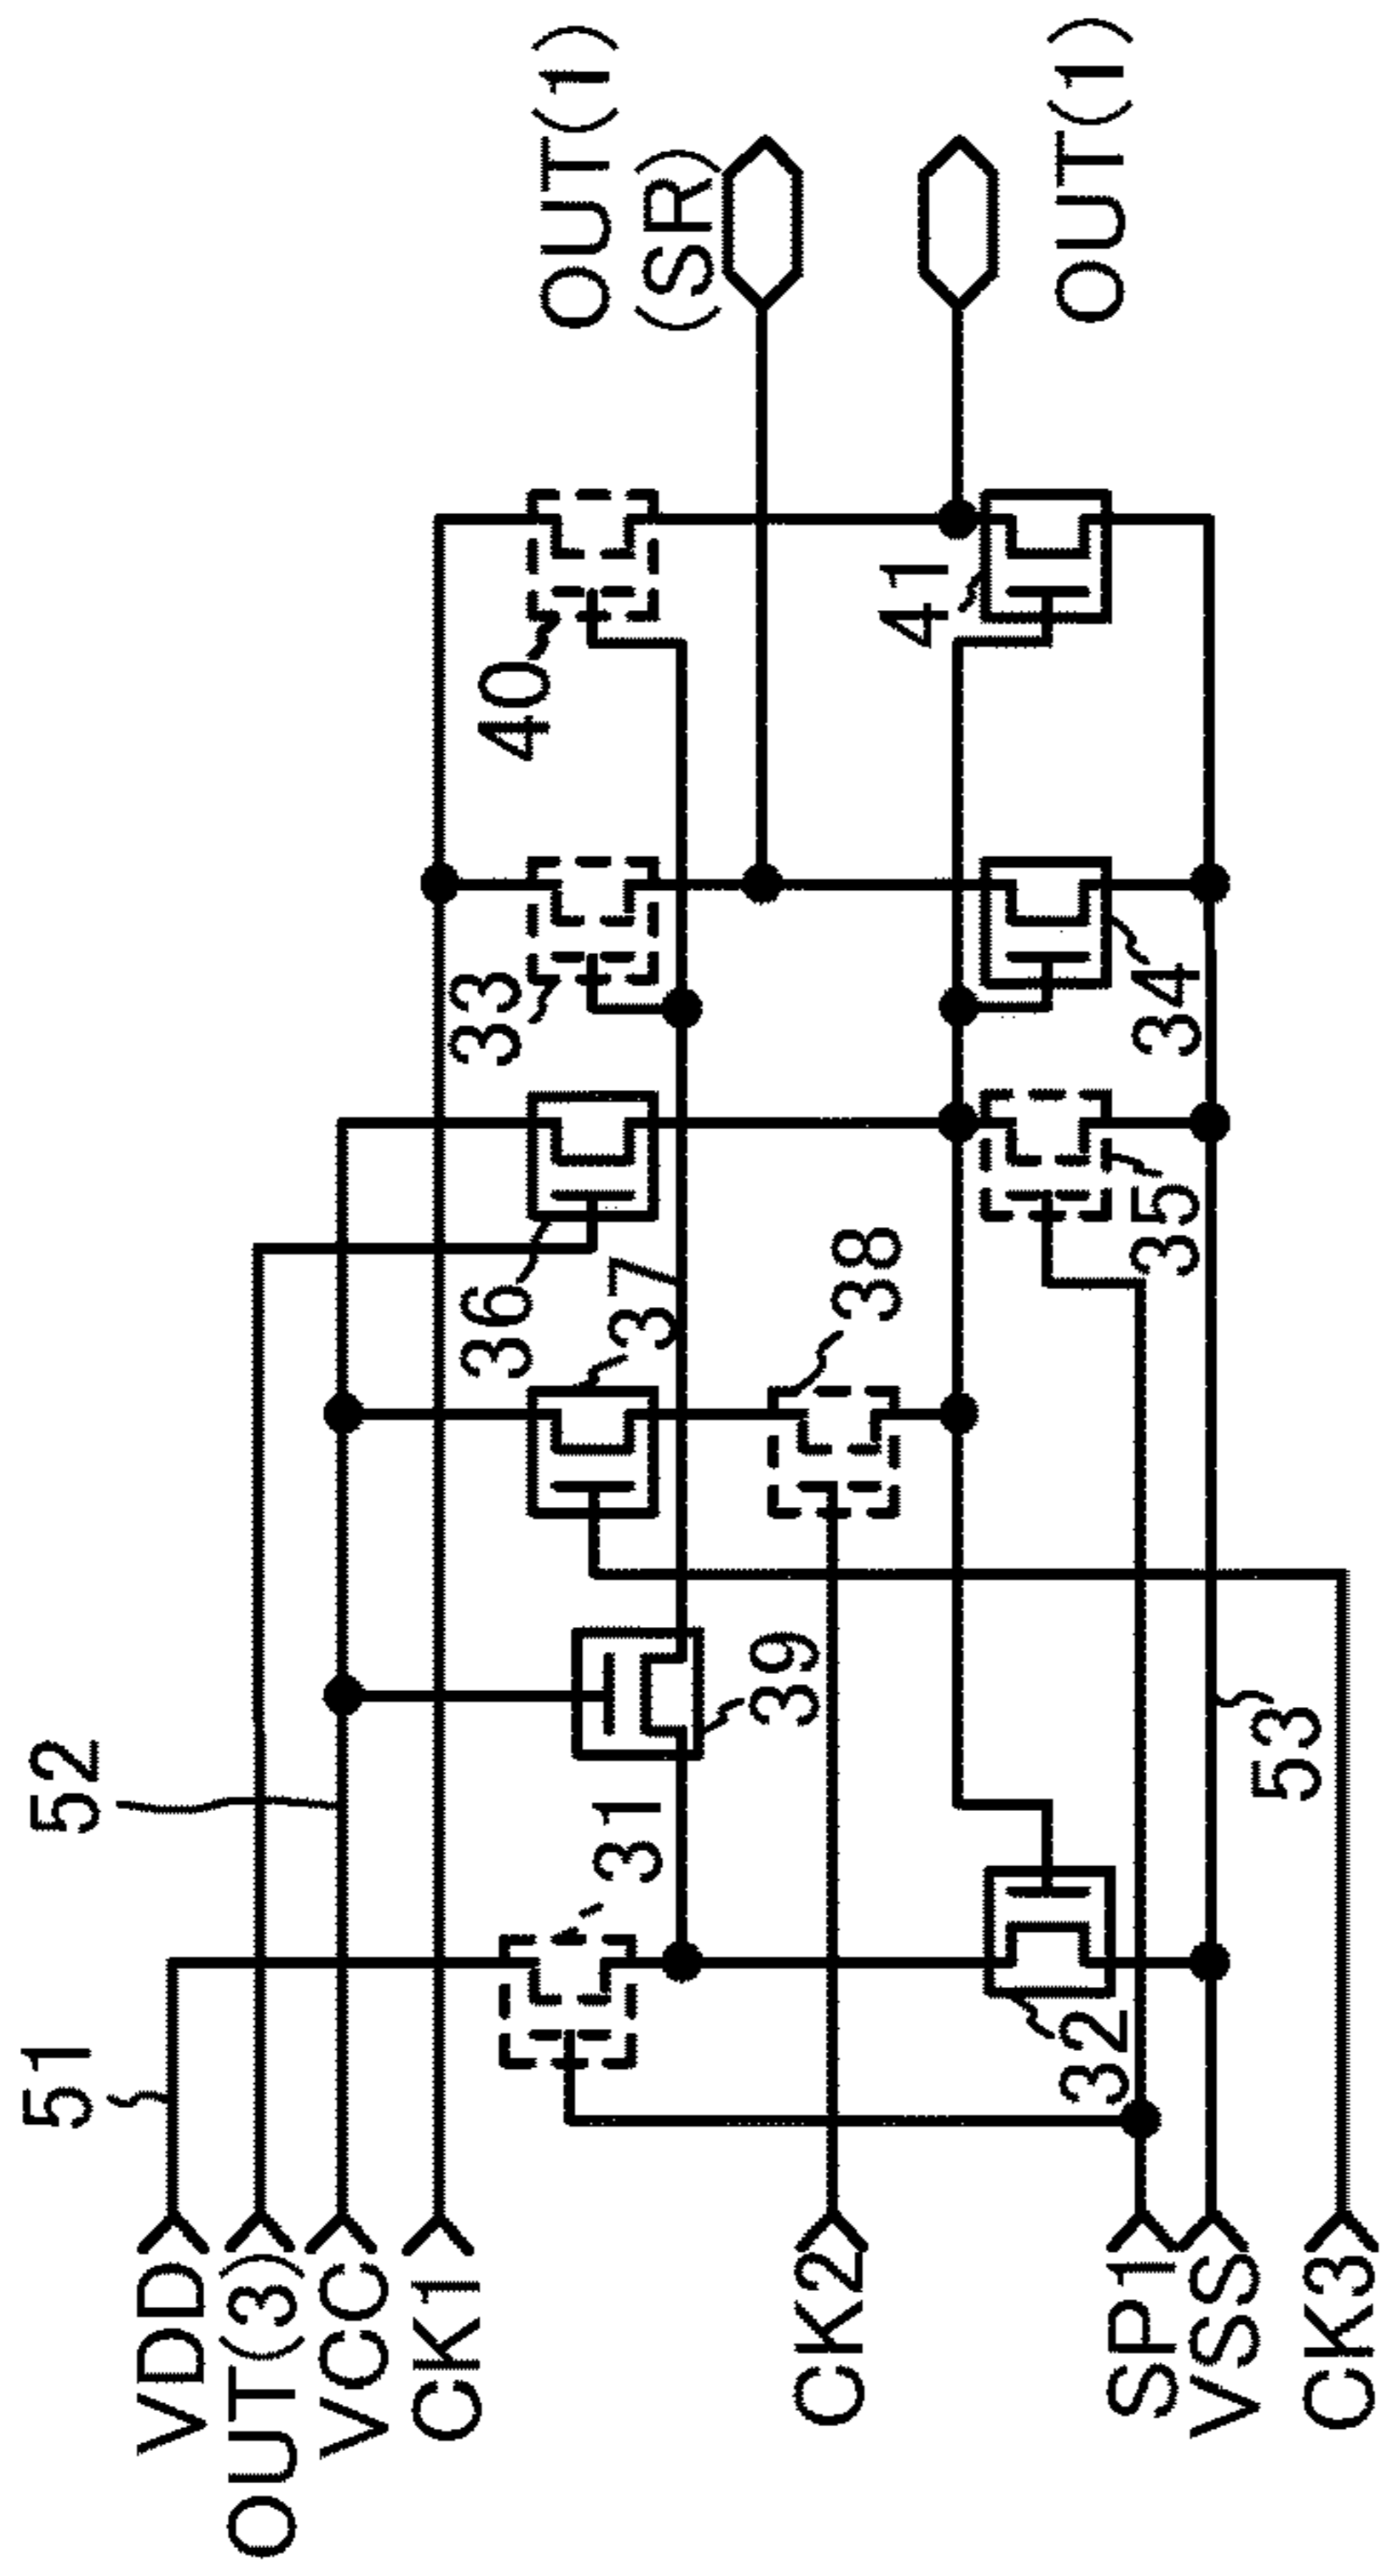 VDD
OUT(3)
VCC
CK1
CK2
SP1
VSS
CK3
51
52
53
31
32
39
37
38
36
35
33
34
40
41
OUT(1)
(SR)
OUT(1)